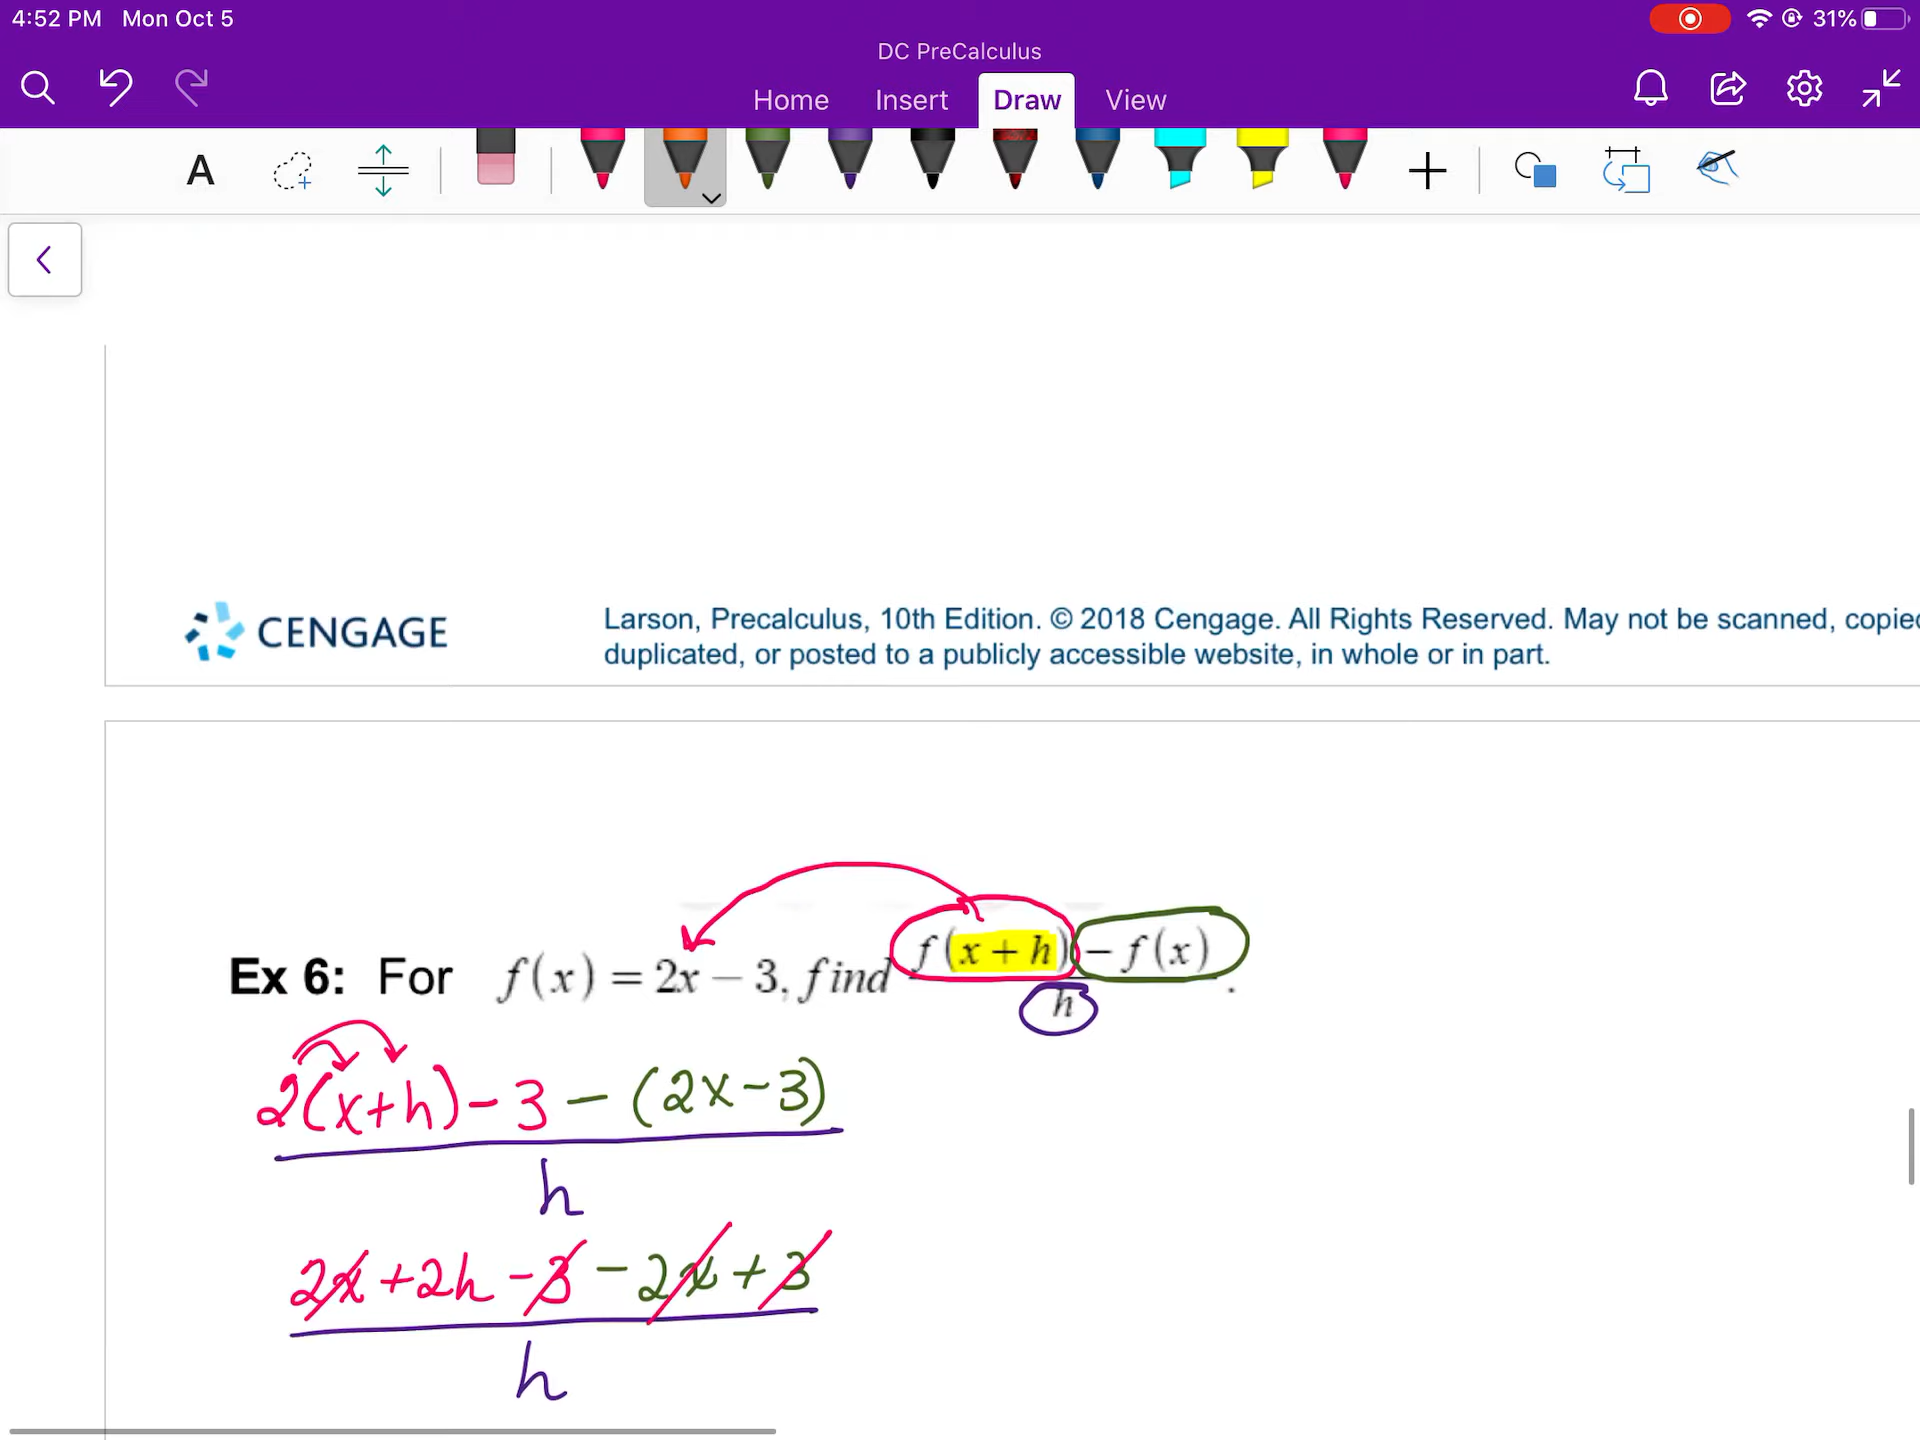 4:52 PM Mon Oct 5 31%
DC PreCalculus
Home Insert Draw View
A
CENGAGE
Larson, Precalculus, 10th Edition. © 2018 Cengage. All Rights Reserved. May not be scanned, copied
duplicated, or posted to a publicly accessible website, in whole or in part.
Ex 6: For f(x) = 2x – 3, find f(x + h) – f(x)
h .
2(x+h) - 3 - (2x-3)
h
2x + 2h - 3 - 2x + 3
h